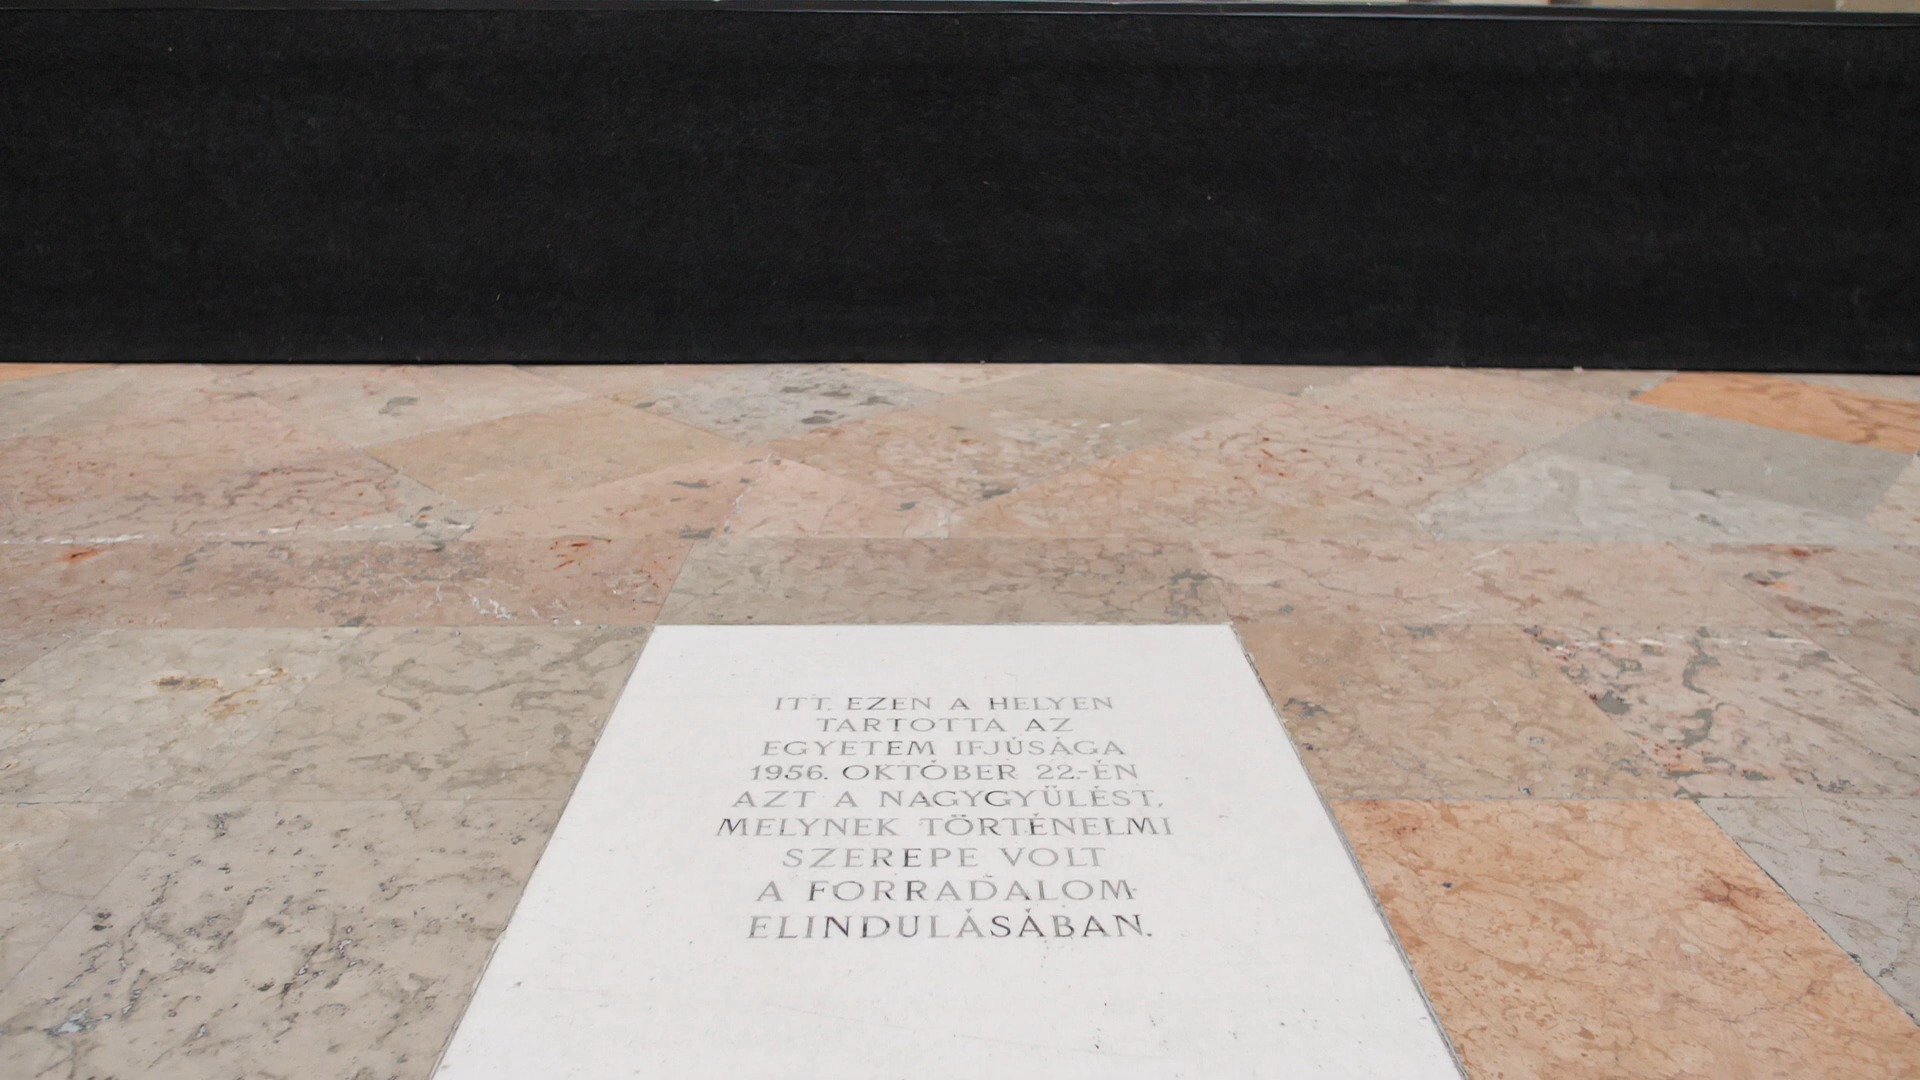 ITT, EZEN A HELYEN
TARTOTTA AZ
EGYETEM IFJÚSÁGA
1956. OKTÓBER 22.-ÉN
AZT A NAGYGYŰLÉST,
MELYNEK TÖRTÉNELMI
SZEREPE VOLT
A FORRADALOM
ELINDULÁSÁBAN.